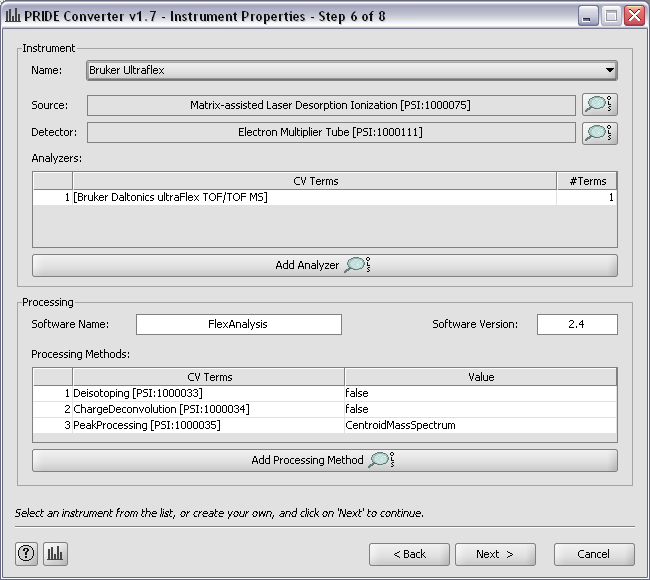 PRIDE Converter v1.7 - Instrument Properties - Step 6 of 8
Instrument
Name: Bruker Ultraflex
Source: Matrix-assisted Laser Desorption Ionization [PSI:1000075]
Detector: Electron Multiplier Tube [PSI:1000111]
Analyzers:
CV Terms #Terms
1 [Bruker Daltonics ultraFlex TOF/TOF MS] 1
Add Analyzer
Processing
Software Name: FlexAnalysis Software Version: 2.4
Processing Methods:
CV Terms Value
1 Deisotoping [PSI:1000033] false
2 ChargeDeconvolution [PSI:1000034] false
3 PeakProcessing [PSI:1000035] CentroidMassSpectrum
Add Processing Method
Select an instrument from the list, or create your own, and click on 'Next' to continue.
? < Back Next > Cancel